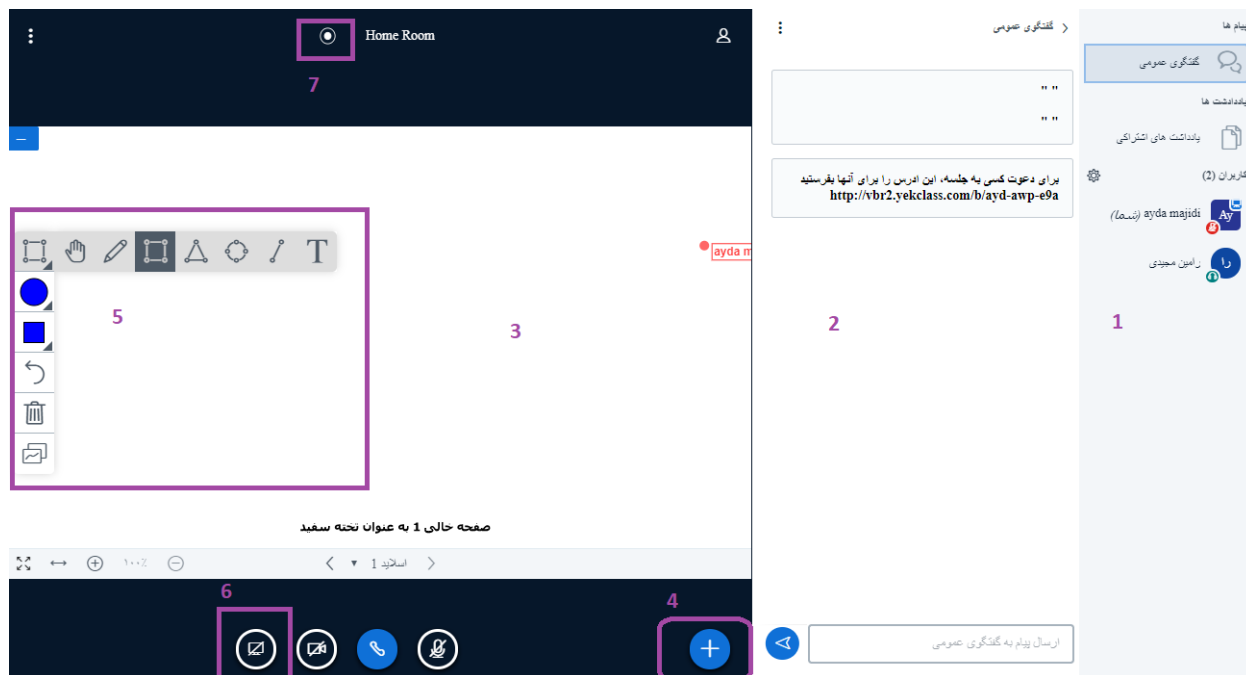 پیام ها
گفتگوی عمومی
یادداشت ها
یادداشت های اشتراکی
کاربران (2)
Ay
ayda majidi (شما)
را
رامین مجیدی
1
گفتگوی عمومی
" "
" "
برای دعوت کسی به جلسه، این ادرس را برای آنها بفرستید
http://vbr2.yekclass.com/b/ayd-awp-e9a
2
ارسال پیام به گفتگوی عمومی
Home Room
7
T
5
3
ayda m
صفحه خالی 1 به عنوان تخته سفید
اسلاید 1
۱۰۰٪
6
4